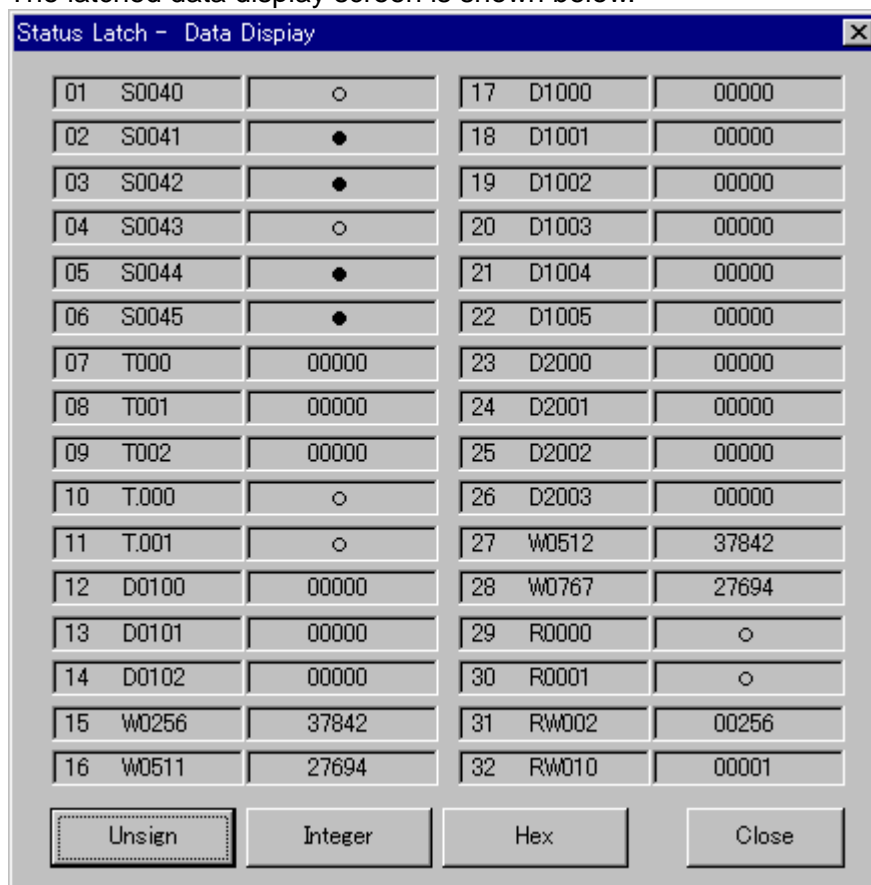 The latched data display screen is shown below.
Status Latch - Data Dispiay
01 S0040 ○ 17 D1000 00000
02 S0041 ● 18 D1001 00000
03 S0042 ● 19 D1002 00000
04 S0043 ○ 20 D1003 00000
05 S0044 ● 21 D1004 00000
06 S0045 ● 22 D1005 00000
07 T000 00000 23 D2000 00000
08 T001 00000 24 D2001 00000
09 T002 00000 25 D2002 00000
10 T.000 ○ 26 D2003 00000
11 T.001 ○ 27 W0512 37842
12 D0100 00000 28 W0767 27694
13 D0101 00000 29 R0000 ○
14 D0102 00000 30 R0001 ○
15 W0256 37842 31 RW002 00256
16 W0511 27694 32 RW010 00001
Unsign Integer Hex Close